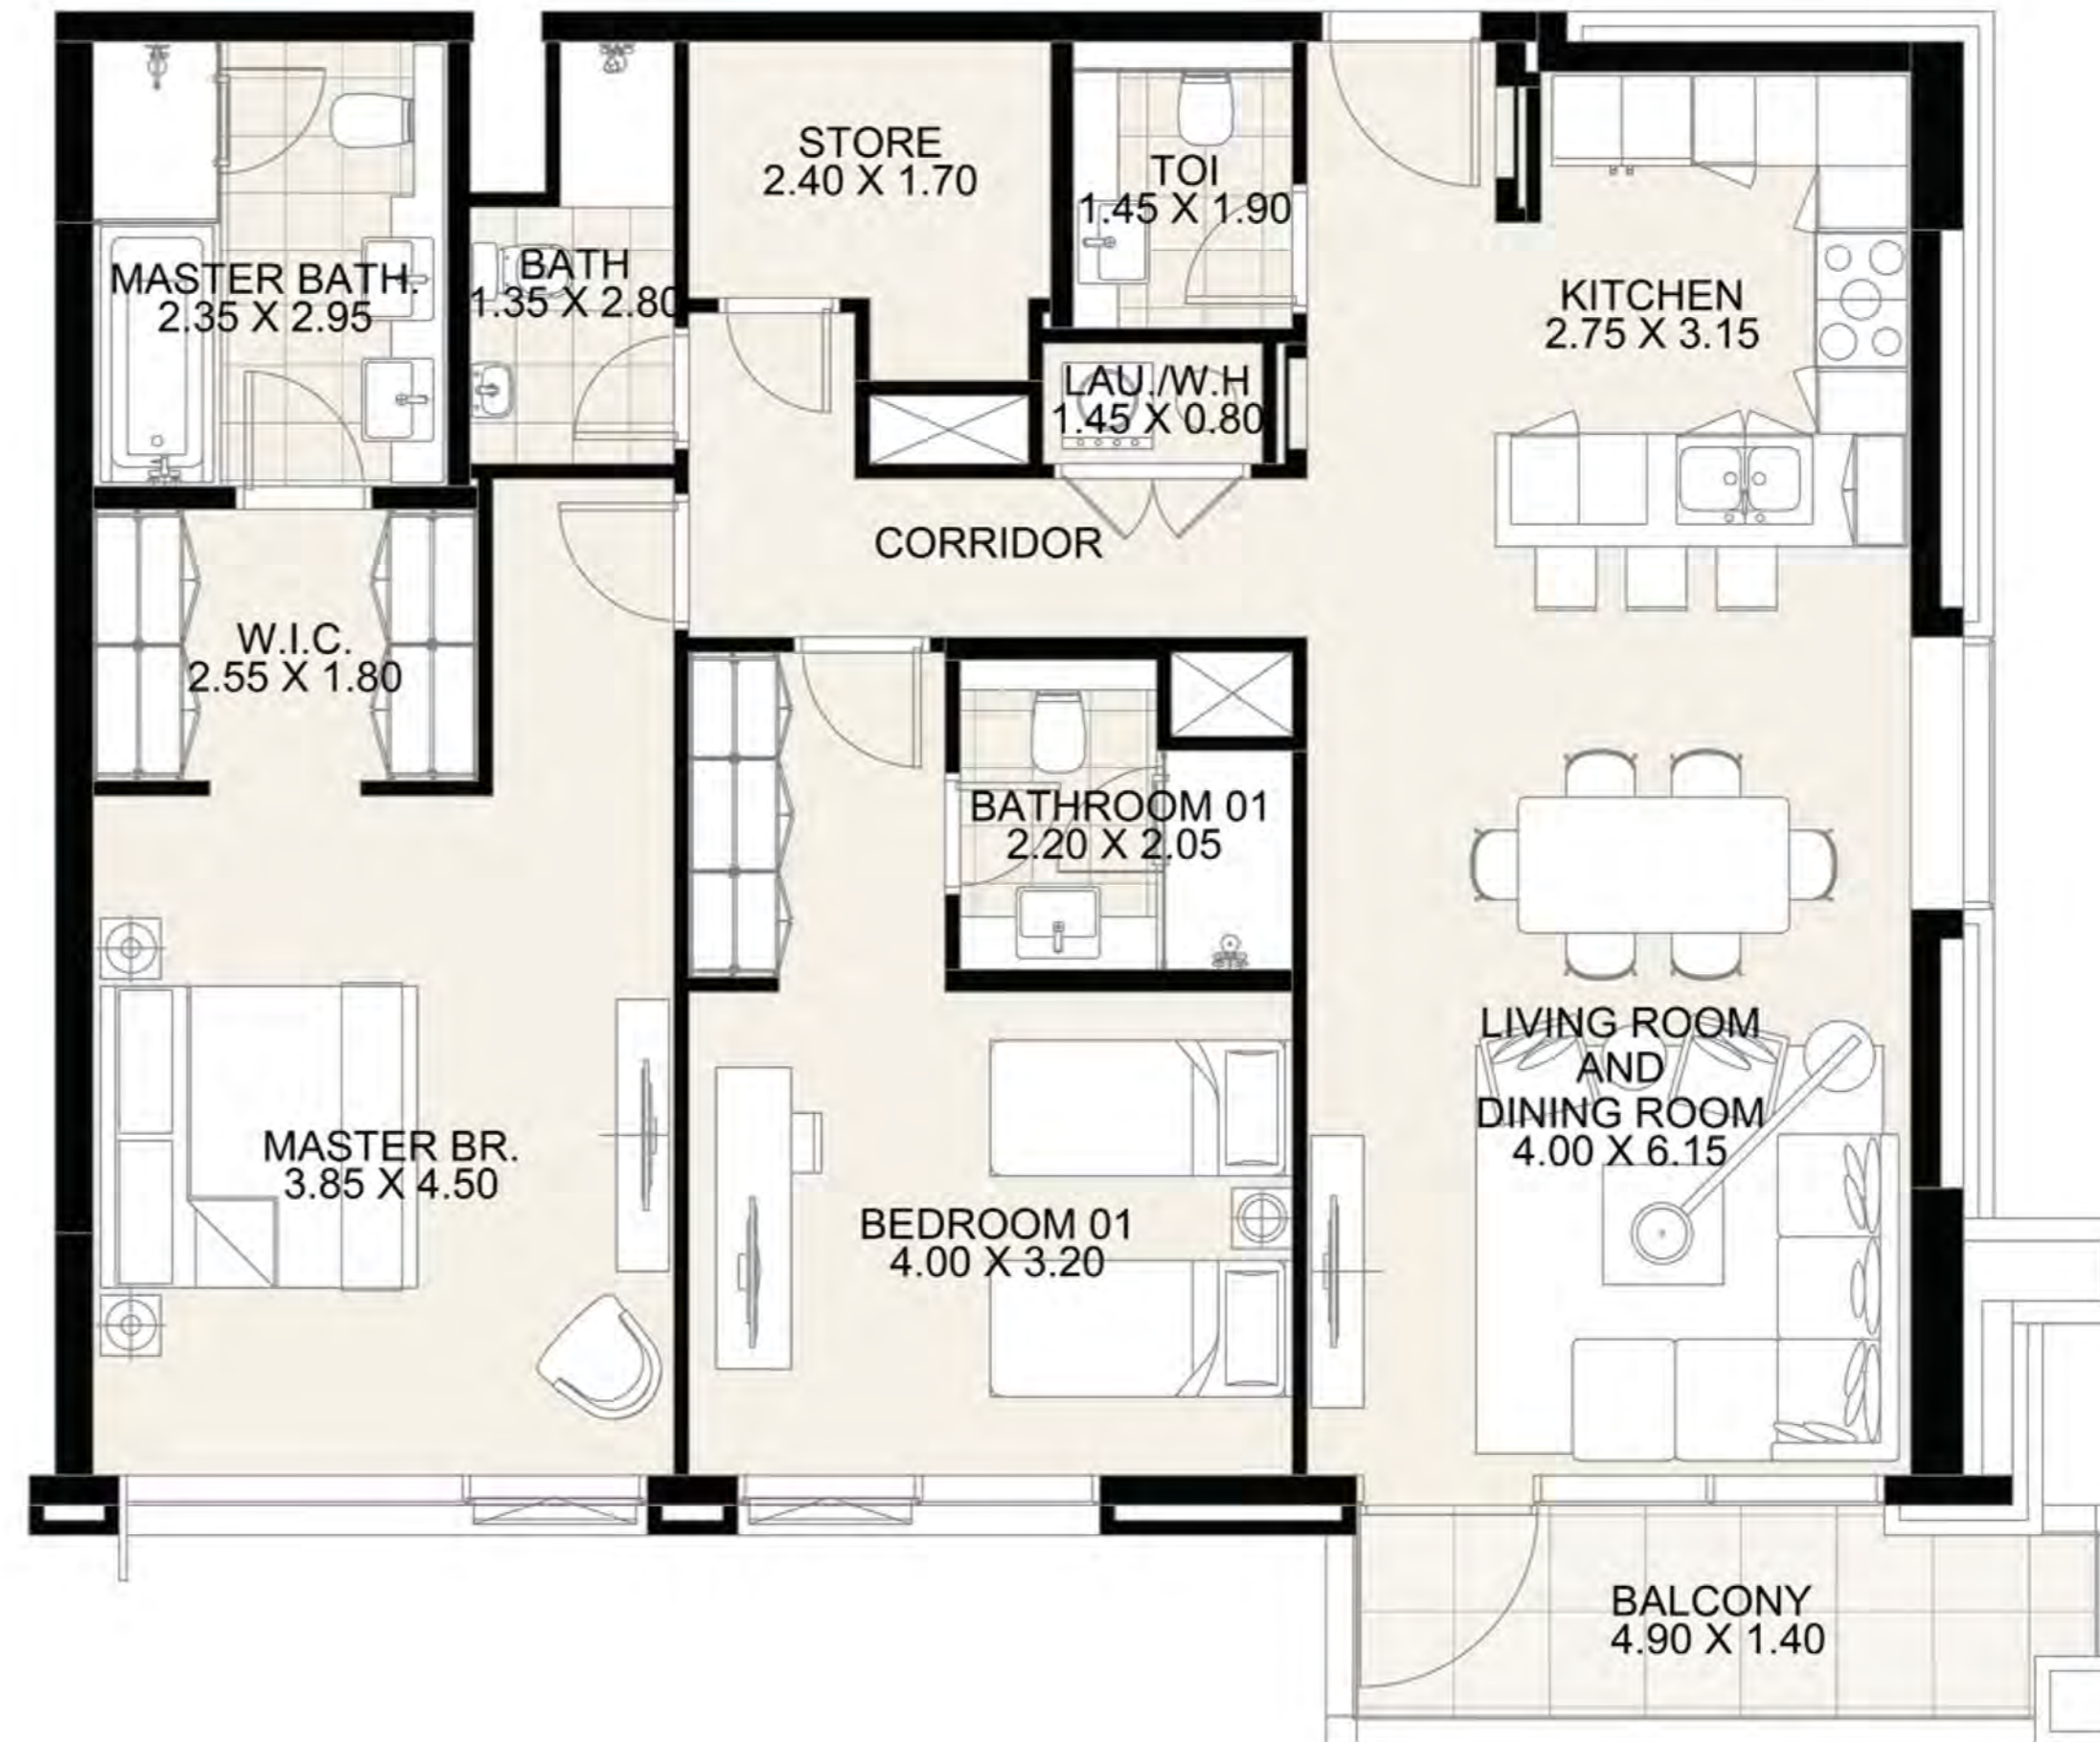 STORE
2.40 X 1.70
TOI
1.45 X 1.90
MASTER BATH.
2.35 X 2.95
BATH
1.35 X 2.80
KITCHEN
2.75 X 3.15
LAU./W.H
1.45 X 0.80
CORRIDOR
W.I.C.
2.55 X 1.80
BATHROOM 01
2.20 X 2.05
LIVING ROOM
AND
DINING ROOM
4.00 X 6.15
MASTER BR.
3.85 X 4.50
BEDROOM 01
4.00 X 3.20
BALCONY
4.90 X 1.40